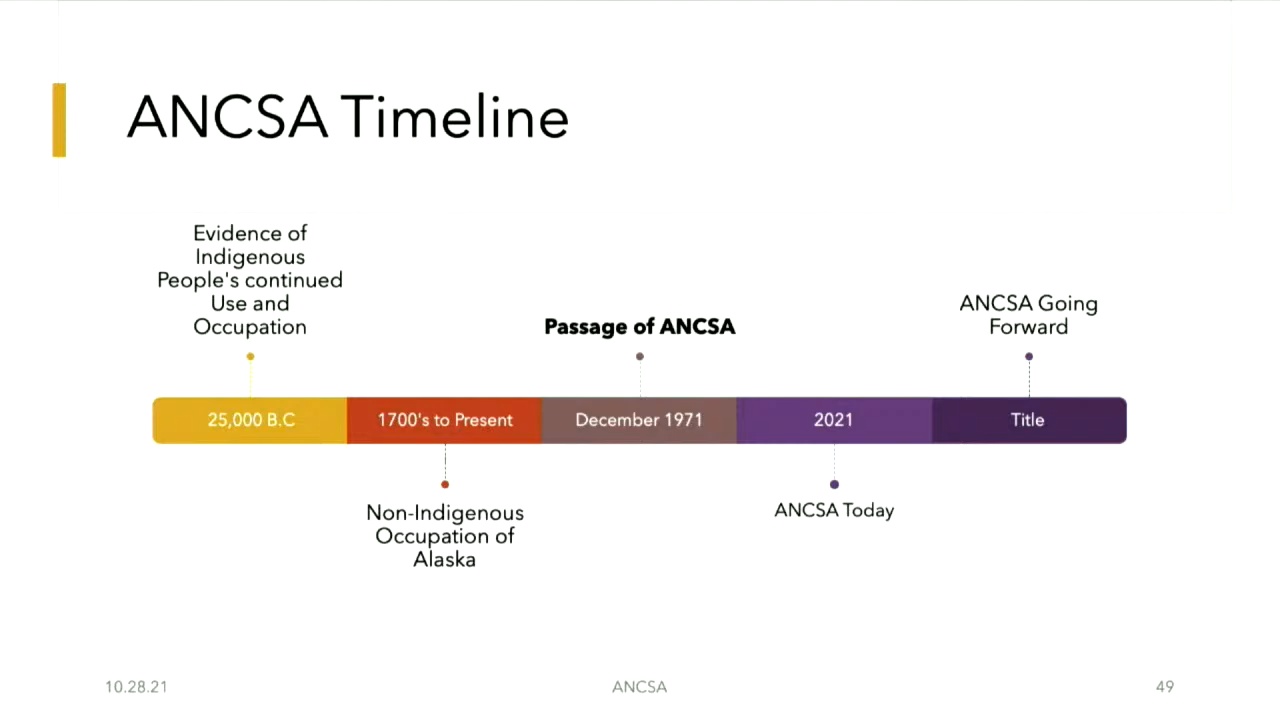 ANCSA Timeline
Evidence of
Indigenous
People's continued
Use and
Occupation
Passage of ANCSA
ANCSA Going
Forward
25,000 B.C
1700's to Present
December 1971
2021
Title
Non-Indigenous
Occupation of
Alaska
ANCSA Today
10.28.21
ANCSA
49